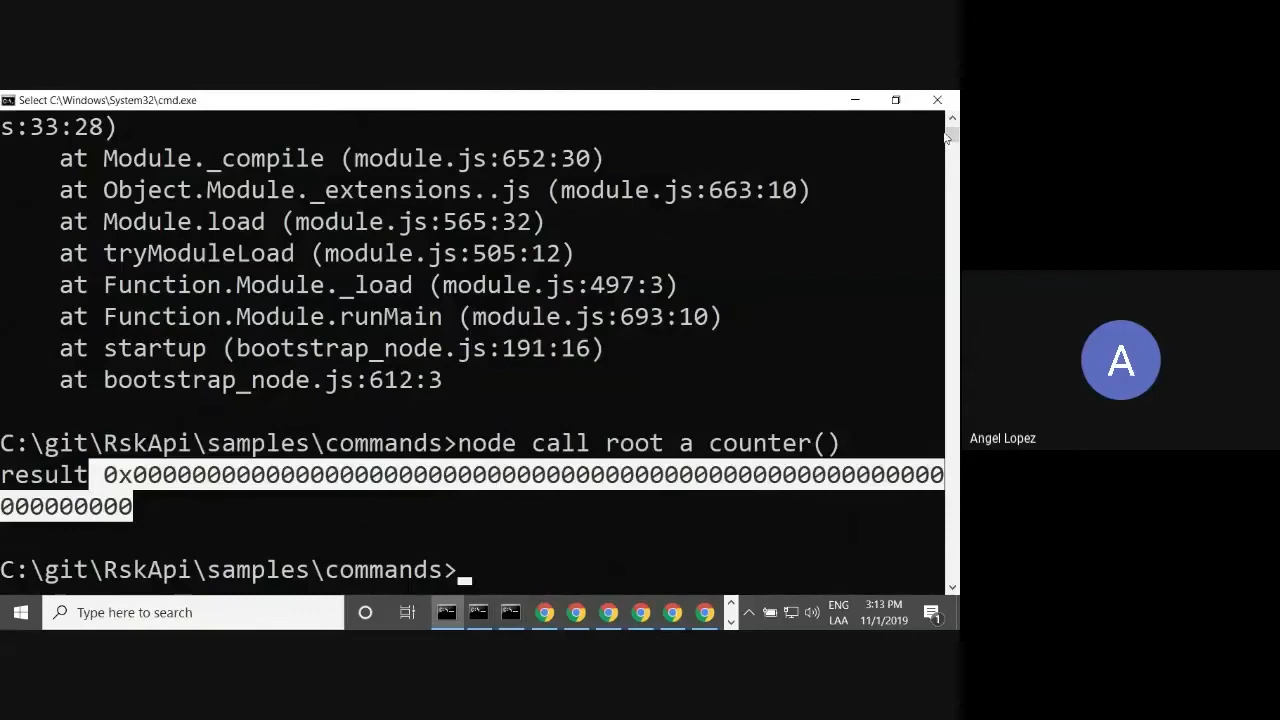 Select C:\Windows\System32\cmd.exe
s:33:28)
at Module._compile (module.js:652:30)
at Object.Module._extensions..js (module.js:663:10)
at Module.load (module.js:565:32)
at tryModuleLoad (module.js:505:12)
at Function.Module._load (module.js:497:3)
at Function.Module.runMain (module.js:693:10)
at startup (bootstrap_node.js:191:16)
at bootstrap_node.js:612:3
C:\git\RskApi\samples\commands>node call root a counter()
result 0x0000000000000000000000000000000000000000000000000000000
000000000
C:\git\RskApi\samples\commands>
A
Angel Lopez
Type here to search
ENG
LAA
3:13 PM
11/1/2019
1